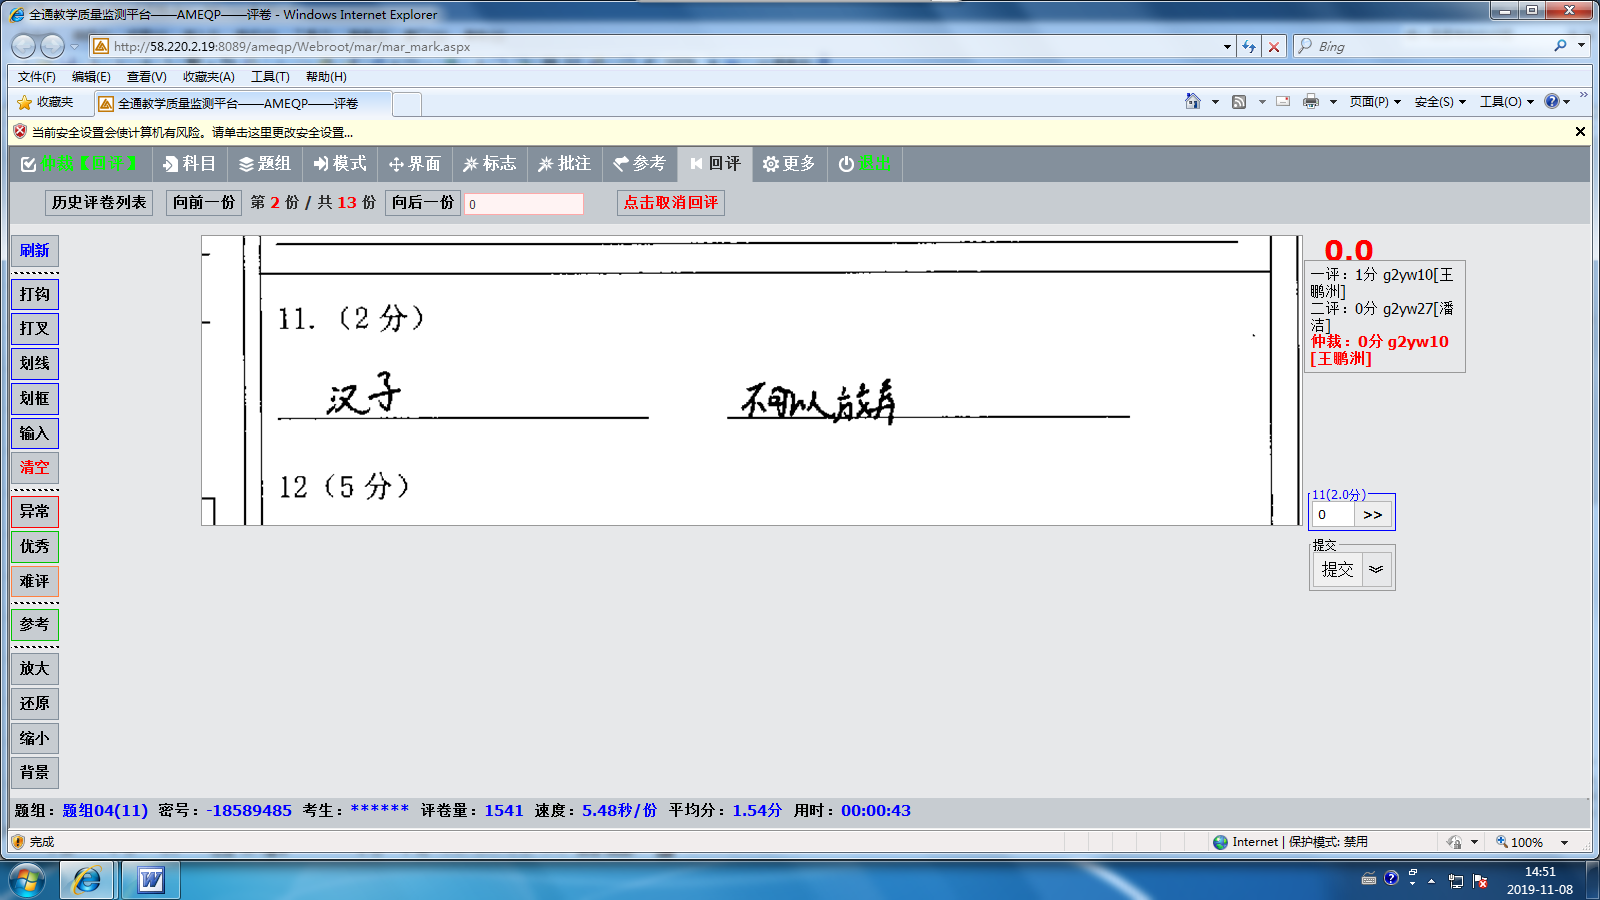 全通教学质量监测平台——AMEQP——评卷 - Windows Internet Explorer
http://58.220.2.19:8089/ameqp/Webroot/mar/mar_mark.aspx
Bing
文件(F) 编辑(E) 查看(V) 收藏夹(A) 工具(T) 帮助(H)
收藏夹 全通教学质量监测平台——AMEQP——评卷 页面(P) 安全(S) 工具(O)
当前安全设置会使计算机有风险。请单击这里更改安全设置...
仲裁【回评】 科目 题组 模式 界面 标志 批注 参考 回评 更多 退出
历史评卷列表 向前一份 第 2 份 / 共 13 份 向后一份 0 点击取消回评
刷新
打钩
打叉
划线
划框
输入
清空
异常
优秀
难评
参考
放大
还原
缩小
背景
11.（2 分）
汉子 不可以放弃
12（5 分）
0.0
一评：1分 g2yw10[王
鹏洲]
二评：0分 g2yw27[潘
洁]
仲裁：0分 g2yw10
[王鹏洲]
11(2.0分)
0 >>
提交
提交
题组：题组04(11) 密号：-18589485 考生：****** 评卷量：1541 速度：5.48秒/份 平均分：1.54分 用时：00:00:43
完成 Internet | 保护模式: 禁用 100%
14:51
2019-11-08